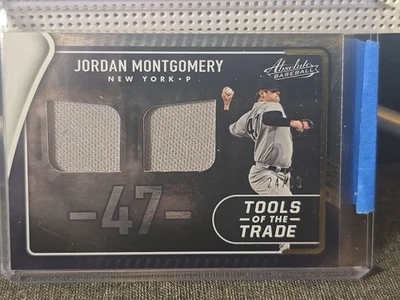 JORDAN MONTGOMERY
NEW YORK • P
Absolute
BASEBALL
-47-
TOOLS
OF THE
TRADE